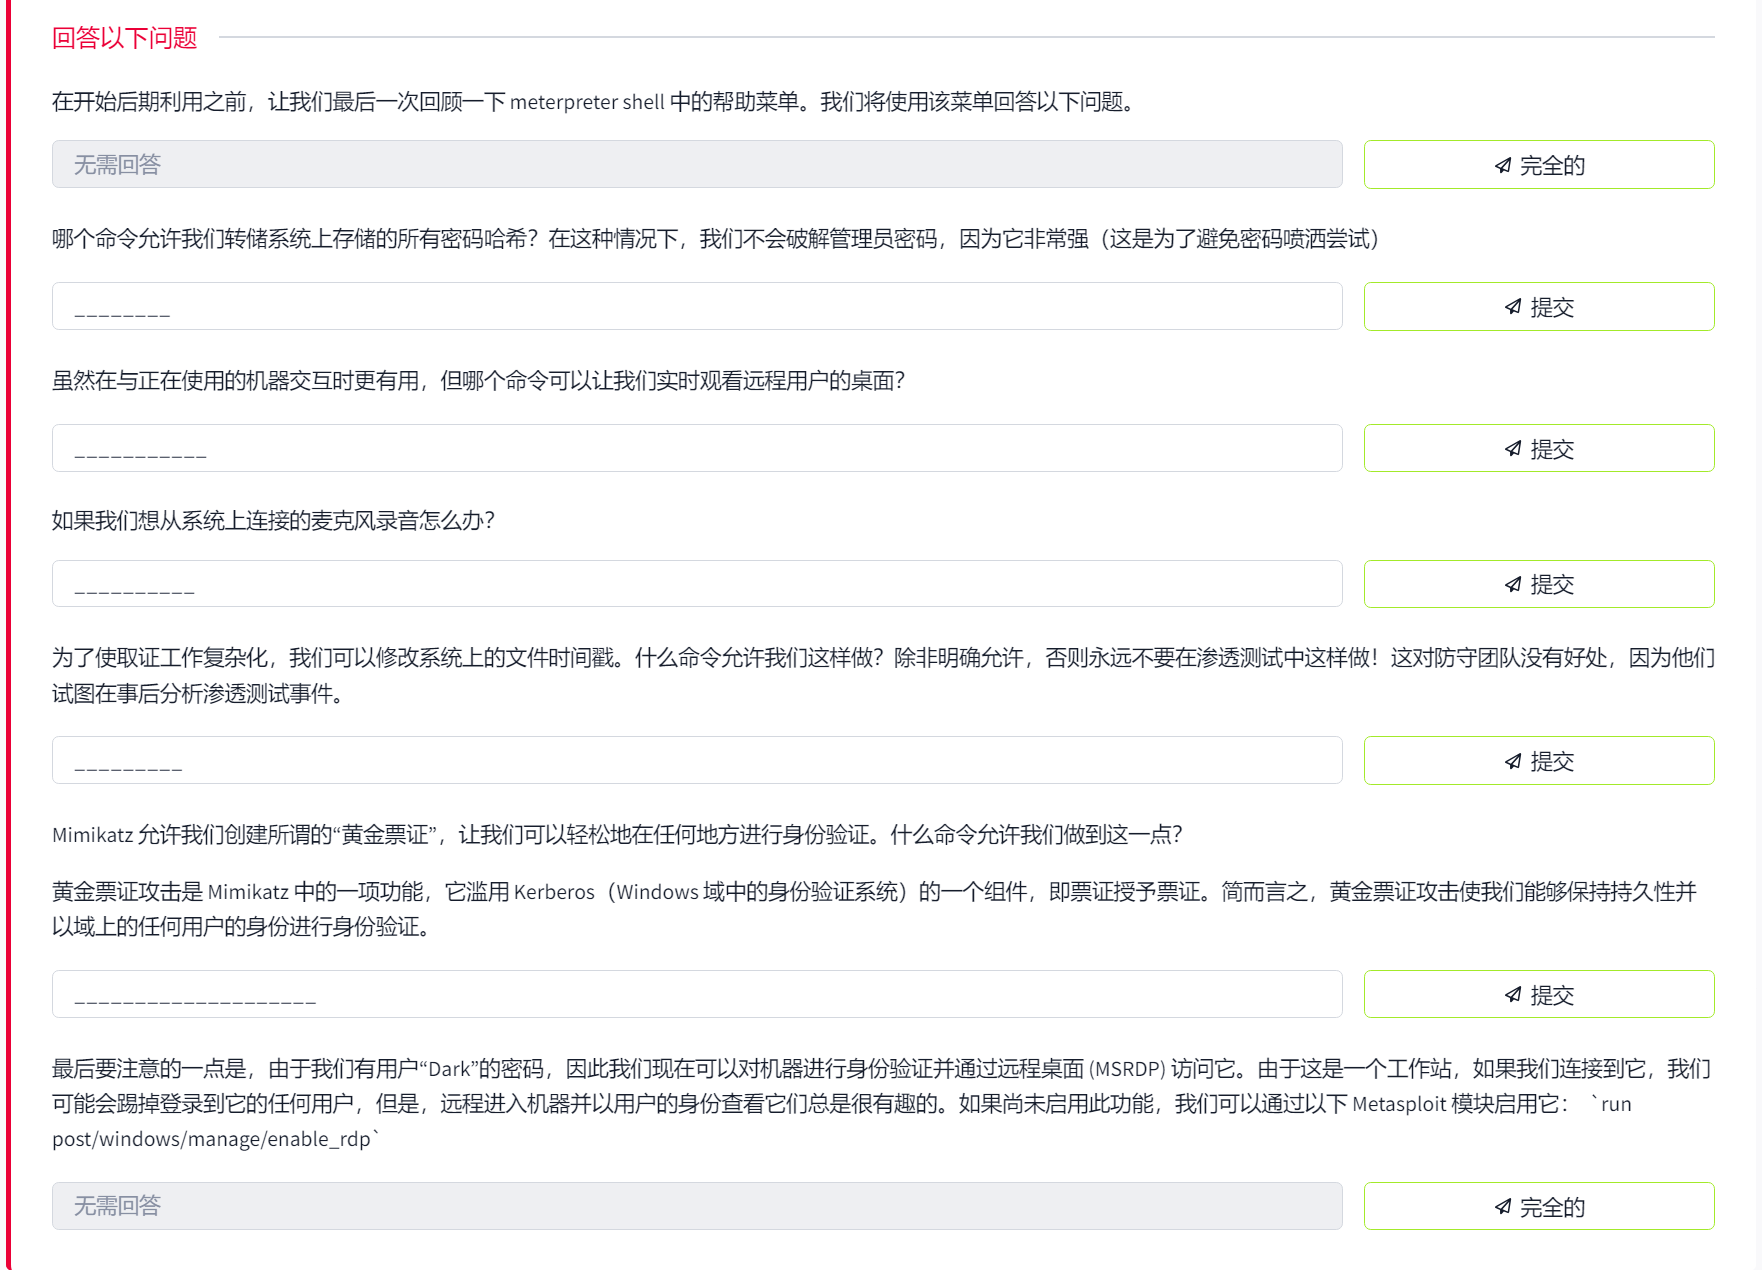 回答以下问题
在开始后期利用之前，让我们最后一次回顾一下 meterpreter shell 中的帮助菜单。我们将使用该菜单回答以下问题。
无需回答
完全的
哪个命令允许我们转储系统上存储的所有密码哈希？在这种情况下，我们不会破解管理员密码，因为它非常强（这是为了避免密码喷洒尝试）
________
提交
虽然在与正在使用的机器交互时更有用，但哪个命令可以让我们实时观看远程用户的桌面？
___________
提交
如果我们想从系统上连接的麦克风录音怎么办？
__________
提交
为了使取证工作复杂化，我们可以修改系统上的文件时间戳。什么命令允许我们这样做？除非明确允许，否则永远不要在渗透测试中这样做！这对防守团队没有好处，因为他们
试图在事后分析渗透测试事件。
_________
提交
Mimikatz 允许我们创建所谓的“黄金票证”，让我们可以轻松地在任何地方进行身份验证。什么命令允许我们做到这一点？
黄金票证攻击是 Mimikatz 中的一项功能，它滥用 Kerberos（Windows 域中的身份验证系统）的一个组件，即票证授予票证。简而言之，黄金票证攻击使我们能够保持持久性并
以域上的任何用户的身份进行身份验证。
____________________
提交
最后要注意的一点是，由于我们有用户“Dark”的密码，因此我们现在可以对机器进行身份验证并通过远程桌面 (MSRDP) 访问它。由于这是一个工作站，如果我们连接到它，我们
可能会踢掉登录到它的任何用户，但是，远程进入机器并以用户的身份查看它们总是很有趣的。如果尚未启用此功能，我们可以通过以下 Metasploit 模块启用它： `run
post/windows/manage/enable_rdp`
无需回答
完全的